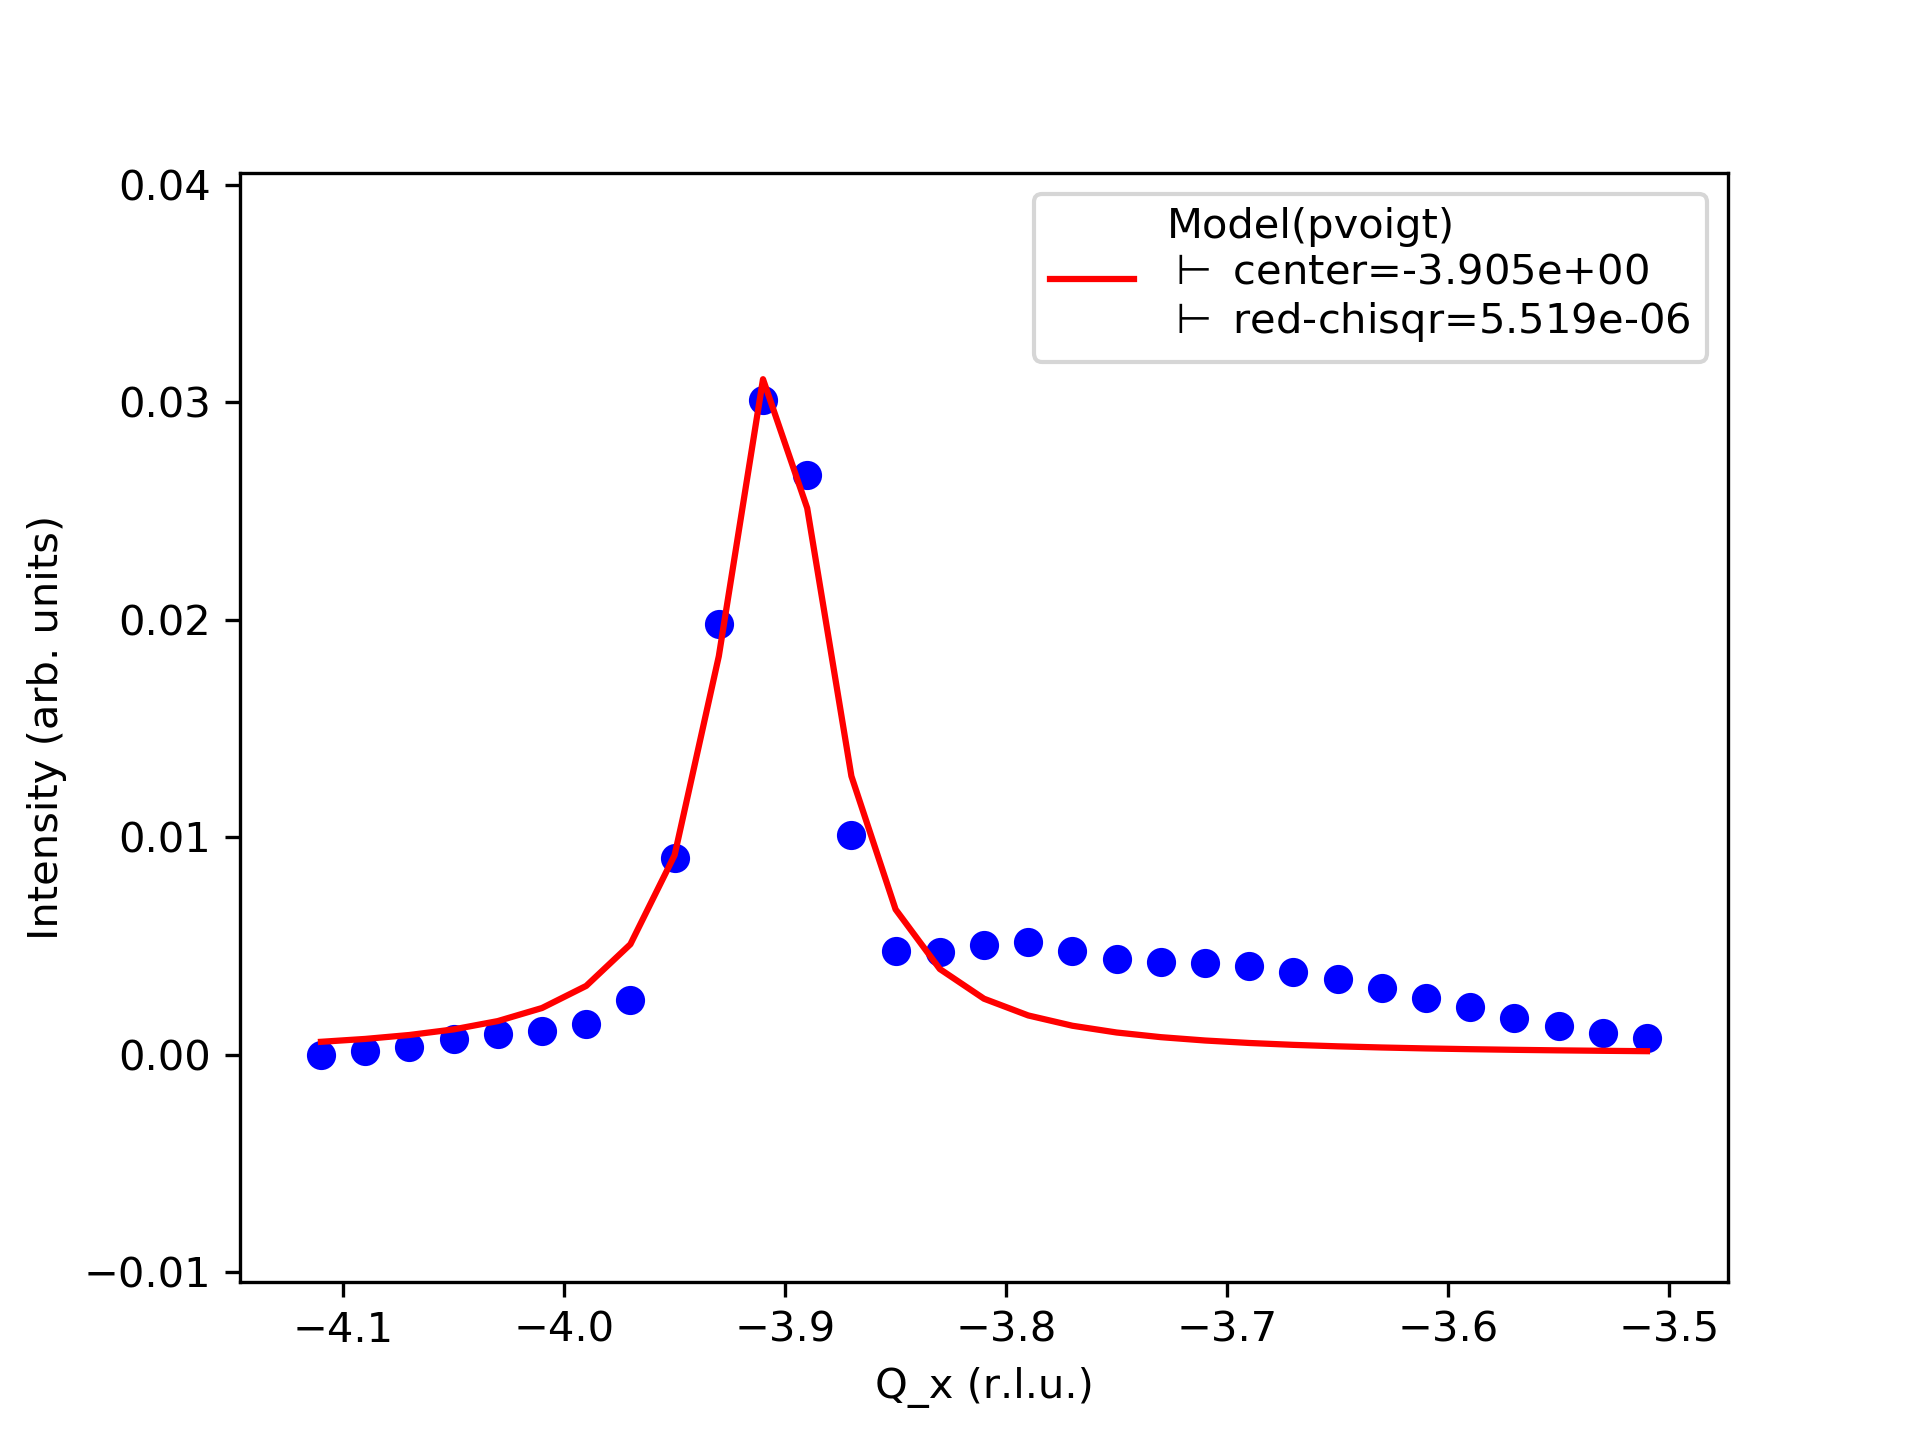 0.04
0.03
0.02
0.01
0.00
−0.01
Intensity (arb. units)
Model(pvoigt)
⊢ center=-3.905e+00
⊢ red-chisqr=5.519e-06
−4.1 −4.0 −3.9 −3.8 −3.7 −3.6 −3.5
Q_x (r.l.u.)